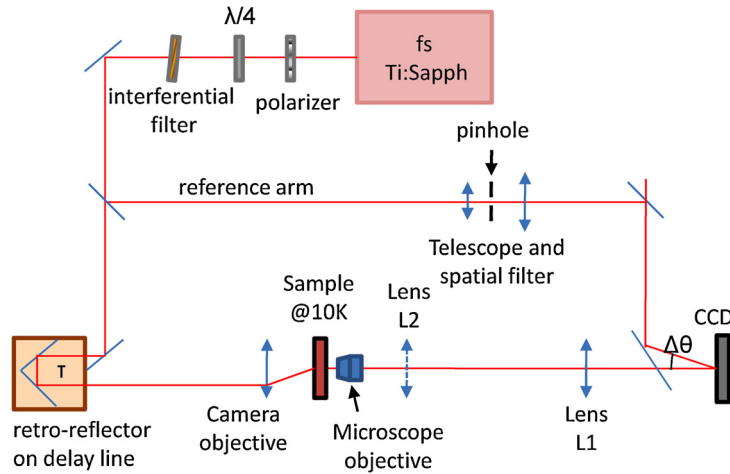 λ/4
fs
Ti:Sapph
interferential
filter
polarizer
pinhole
reference arm
Telescope and
spatial filter
Sample
@10K
Lens
L2
CCD
Δθ
T
Camera
objective
Microscope
objective
Lens
L1
retro-reflector
on delay line